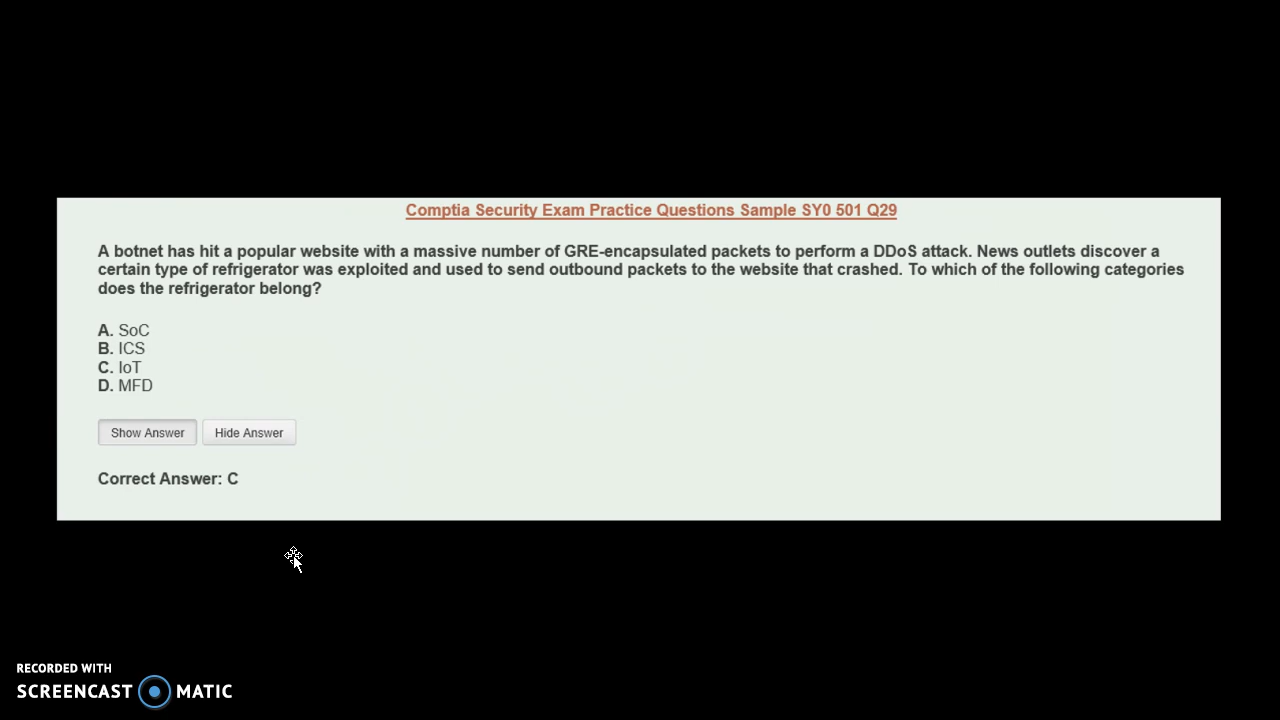 Comptia Security Exam Practice Questions Sample SY0 501 Q29
A botnet has hit a popular website with a massive number of GRE-encapsulated packets to perform a DDoS attack. News outlets discover a
certain type of refrigerator was exploited and used to send outbound packets to the website that crashed. To which of the following categories
does the refrigerator belong?
A. SoC
B. ICS
C. IoT
D. MFD
Show Answer Hide Answer
Correct Answer: C
RECORDED WITH
SCREENCAST MATIC